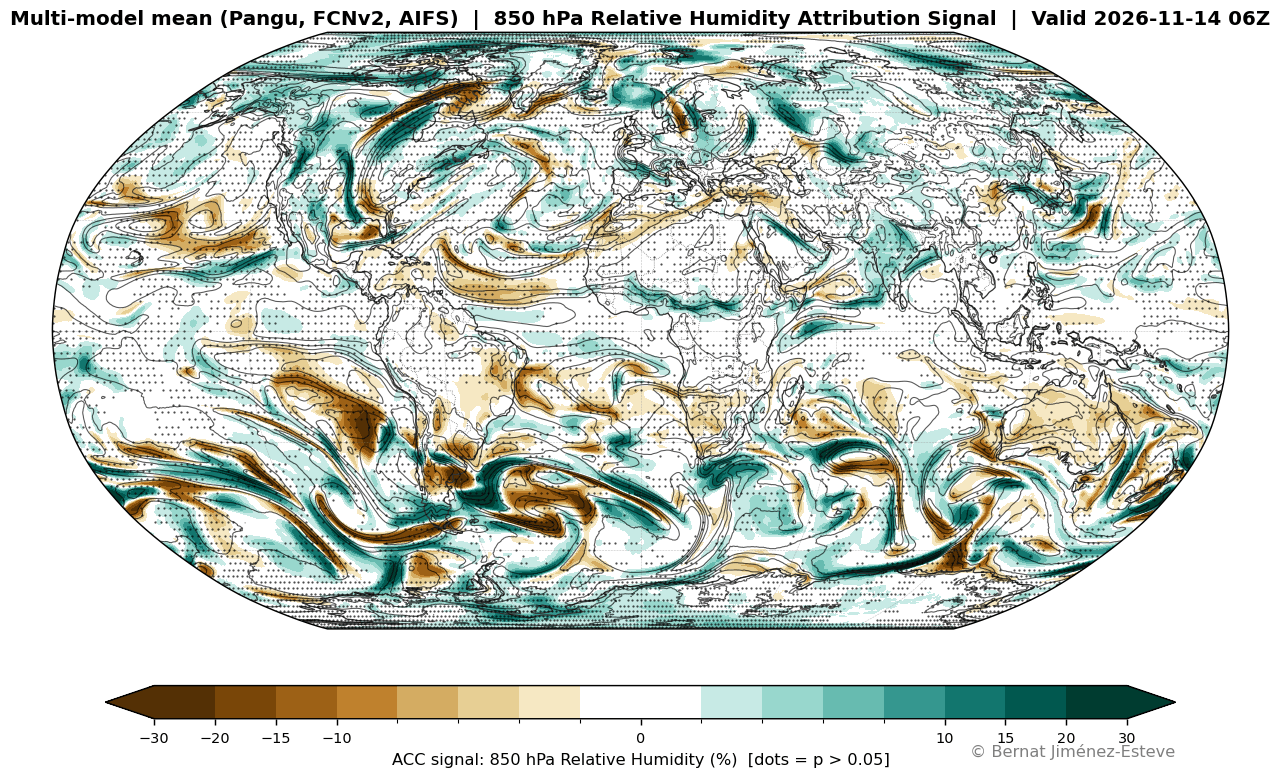 Multi-model mean (Pangu, FCNv2, AIFS)  |  850 hPa Relative Humidity Attribution Signal  |  Valid 2026-11-14 06Z
−30 −20 −15 −10 0 10 15 20 30
ACC signal: 850 hPa Relative Humidity (%)  [dots = p > 0.05]
© Bernat Jiménez-Esteve